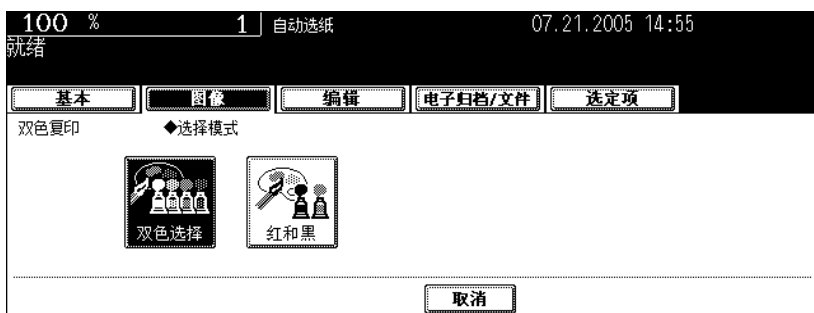 100 % 1 自动选纸 07.21.2005 14:55
就绪
基本 图像 编辑 电子归档/文件 选定项
双色复印 ◆选择模式
双色选择 红和黑
取消